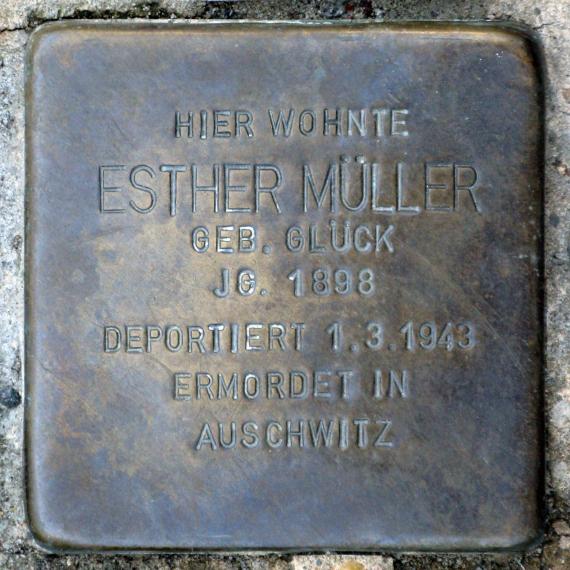 HIER WOHNTE
ESTHER MÜLLER
GEB. GLÜCK
JG. 1898
DEPORTIERT 1.3.1943
ERMORDET IN
AUSCHWITZ